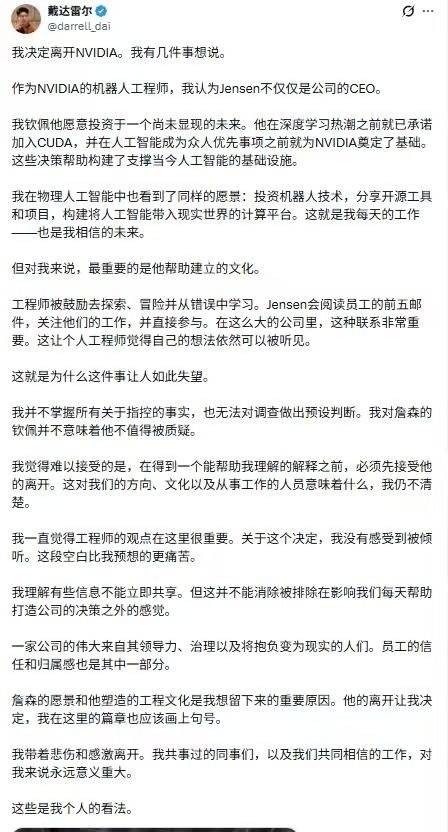 戴达雷尔
@darrell_dai
我决定离开NVIDIA。我有几件事想说。
作为NVIDIA的机器人工程师，我认为Jensen不仅仅是公司的CEO。
我钦佩他愿意投资于一个尚未显现的未来。他在深度学习热潮之前就已承诺
加入CUDA，并在人工智能成为众人优先事项之前就为NVIDIA奠定了基础。
这些决策帮助构建了支撑当今人工智能的基础设施。
我在物理人工智能中也看到了同样的愿景：投资机器人技术，分享开源工具
和项目，构建将人工智能带入现实世界的计算平台。这就是我每天的工作
——也是我相信的未来。
但对我来说，最重要的是他帮助建立的文化。
工程师被鼓励去探索、冒险并从错误中学习。Jensen会阅读员工的前五邮
件，关注他们的工作，并直接参与。在这么大的公司里，这种联系非常重
要。这让个人工程师觉得自己的想法依然可以被听见。
这就是为什么这件事让人如此失望。
我并不掌握所有关于指控的事实，也无法对调查做出预设判断。我对詹森的
钦佩并不意味着他不值得被质疑。
我觉得难以接受的是，在得到一个能帮助我理解的解释之前，必须先接受他
的离开。这对我们的方向、文化以及从事工作的人员意味着什么，我仍不清
楚。
我一直觉得工程师的观点在这里很重要。关于这个决定，我没有感受到被倾
听。这段空白比我预想的更痛苦。
我理解有些信息不能立即共享。但这并不能消除被排除在影响我们每天帮助
打造公司的决策之外的感觉。
一家公司的伟大来自其领导力、治理以及将抱负变为现实的人们。员工的信
任和归属感也是其中一部分。
詹森的愿景和他塑造的工程文化是我想留下来的重要原因。他的离开让我决
定，我在这里的篇章也应该画上句号。
我带着悲伤和感激离开。我共事过的同事们，以及我们共同相信的工作，对
我来说永远意义重大。
这些是我个人的看法。